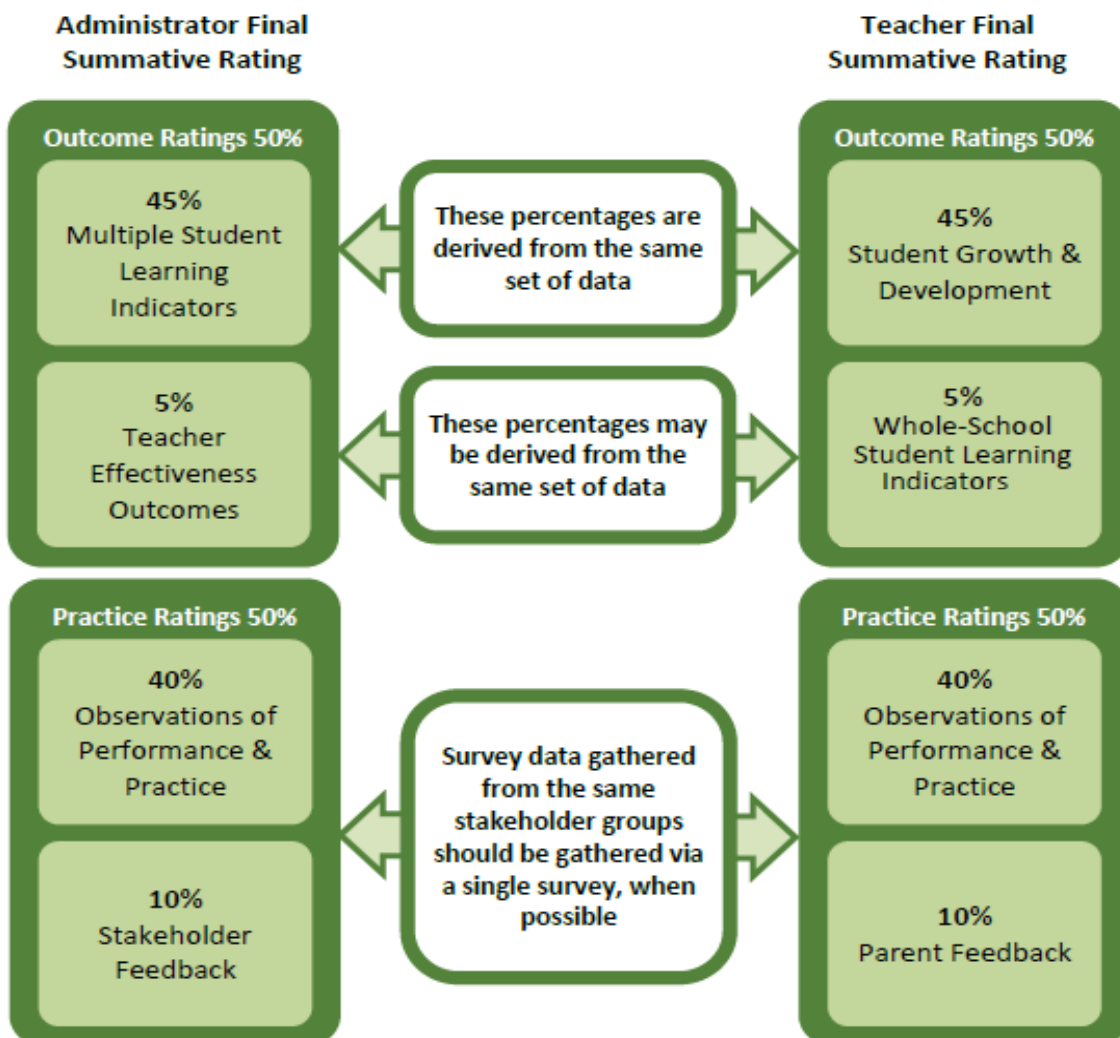 Administrator Final
Summative Rating
Teacher Final
Summative Rating
Outcome Ratings 50%
45%
Multiple Student
Learning
Indicators
5%
Teacher
Effectiveness
Outcomes
These percentages are
derived from the same
set of data
These percentages may
be derived from the
same set of data
Outcome Ratings 50%
45%
Student Growth &
Development
5%
Whole-School
Student Learning
Indicators
Practice Ratings 50%
40%
Observations of
Performance &
Practice
10%
Stakeholder
Feedback
Survey data gathered
from the same
stakeholder groups
should be gathered via
a single survey, when
possible
Practice Ratings 50%
40%
Observations of
Performance &
Practice
10%
Parent Feedback